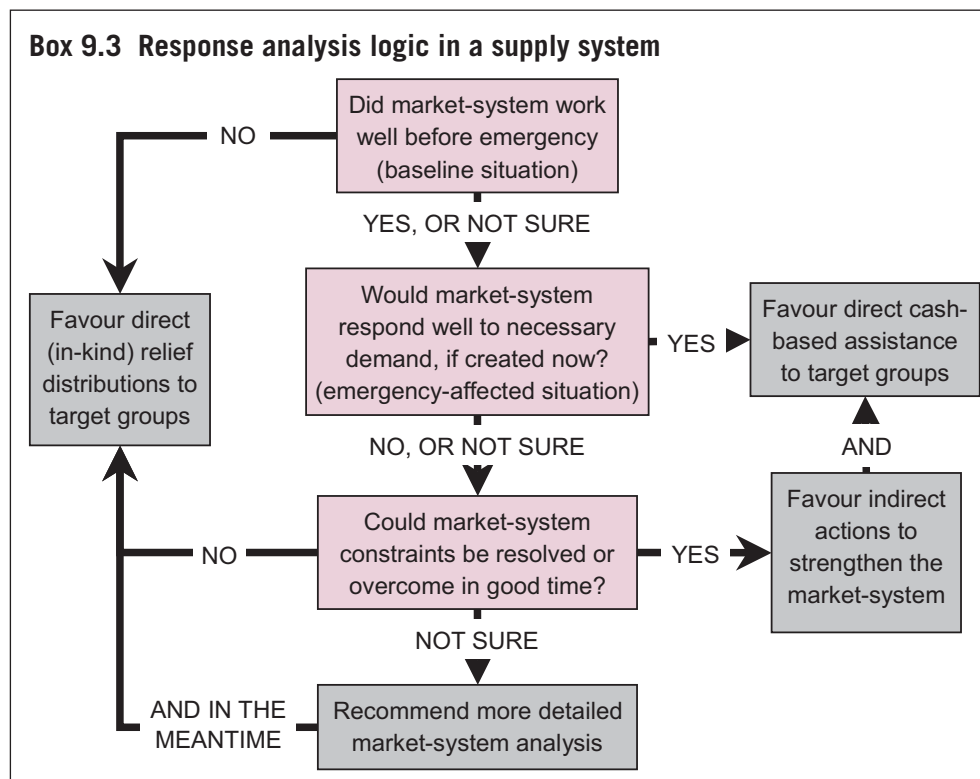 Box 9.3 Response analysis logic in a supply system
Did market-system work
well before emergency
(baseline situation)
NO
YES, OR NOT SURE
Favour direct
(in-kind) relief
distributions to
target groups
Would market-system
respond well to necessary
demand, if created now?
(emergency-affected situation)
YES
Favour direct cash-
based assistance
to target groups
NO, OR NOT SURE
AND
Could market-system
constraints be resolved or
overcome in good time?
NO
YES
Favour indirect
actions to
strengthen the
market-system
NOT SURE
AND IN THE
MEANTIME
Recommend more detailed
market-system analysis